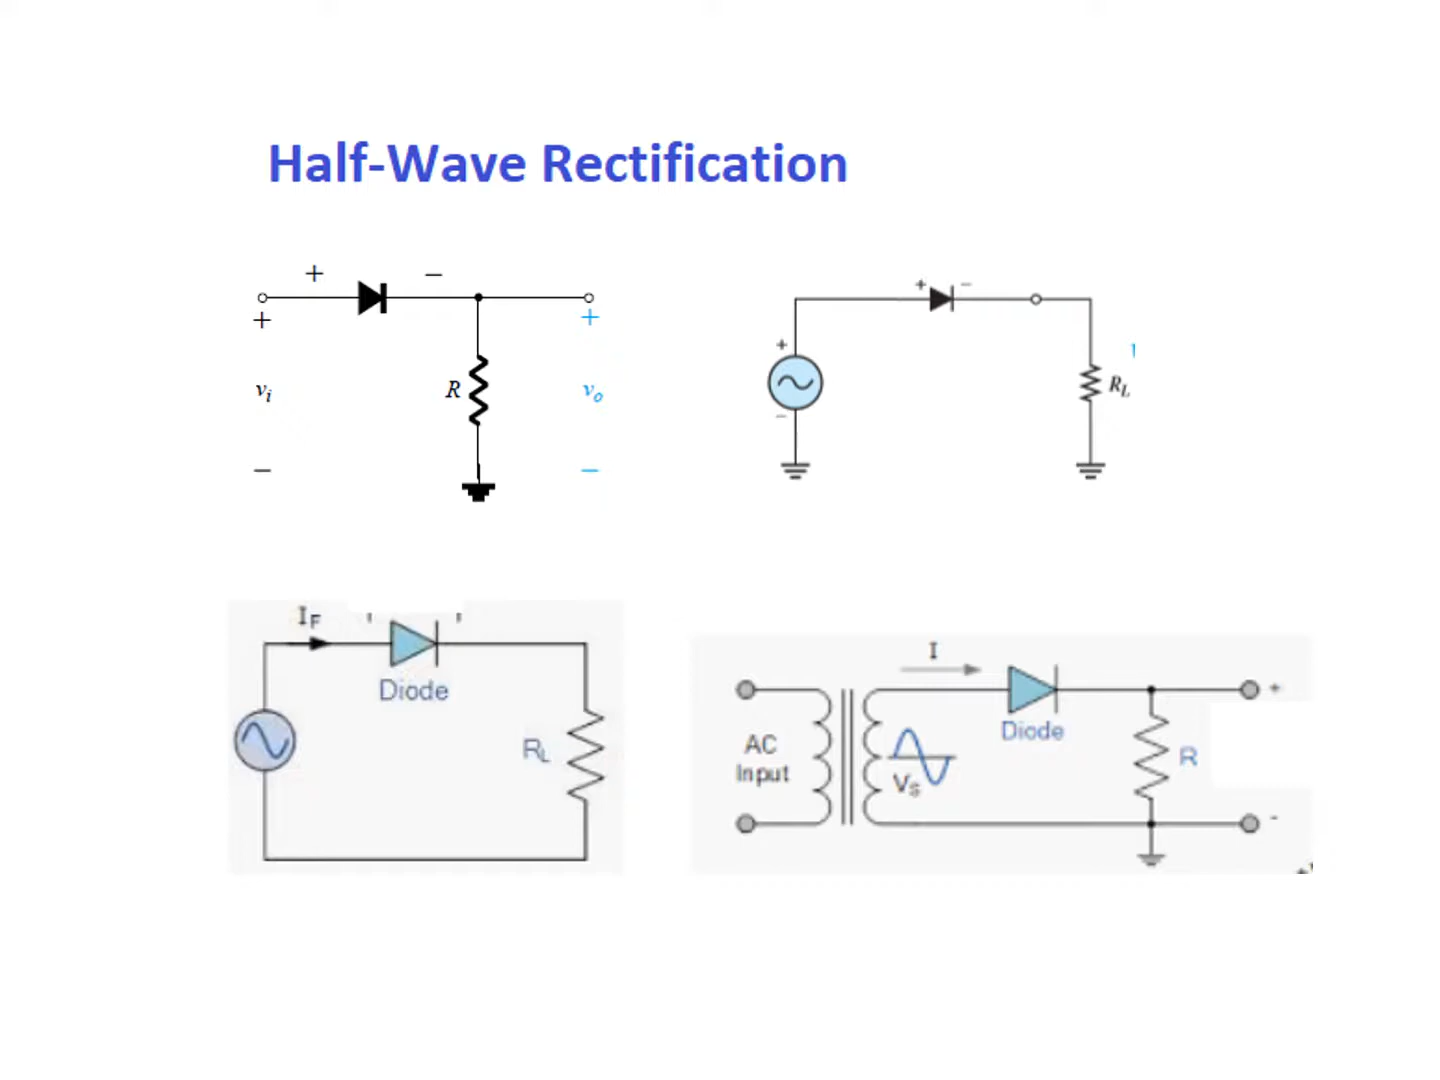 Half-Wave Rectification
+ −
+ +
vi R vo
− −
+ −
+
RL
−
IF
Diode
RL
I
+
Diode
AC
Input
Vs
R
-